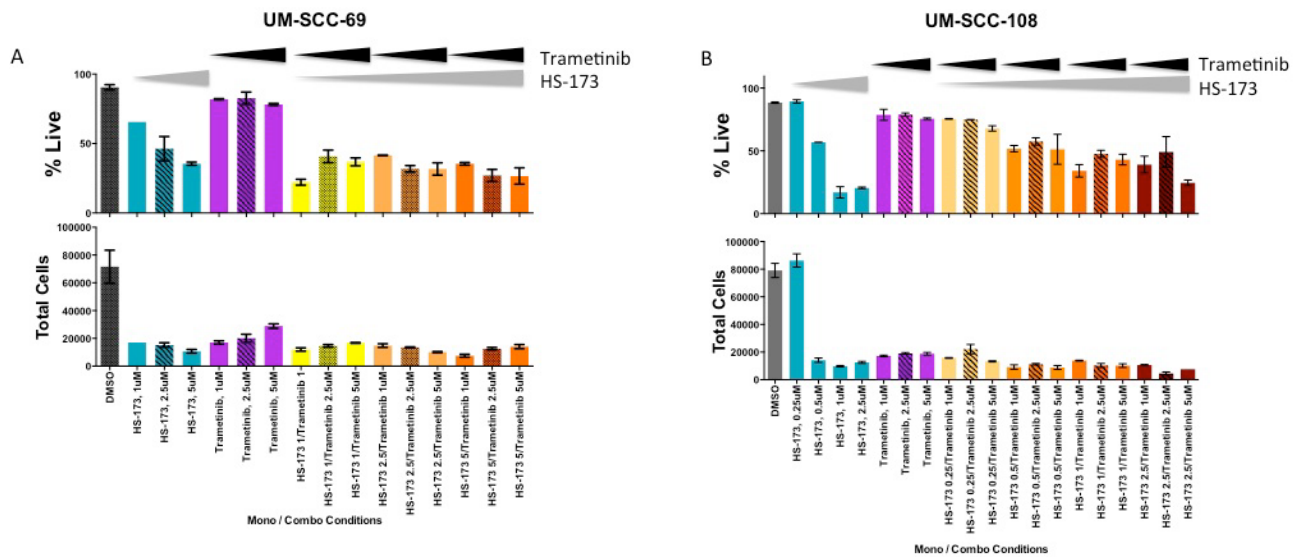 UM-SCC-69
A
Trametinib
HS-173
% Live
100
50
0
Total Cells
100000
80000
60000
40000
20000
0
DMSO
HS-173, 1uM
HS-173, 2.5uM
HS-173, 5uM
Trametinib, 1uM
Trametinib, 2.5uM
Trametinib, 5uM
HS-173 1/Trametinib 1
HS-173 1/Trametinib 2.5uM
HS-173 1/Trametinib 5uM
HS-173 2.5/Trametinib 1uM
HS-173 2.5/Trametinib 2.5uM
HS-173 2.5/Trametinib 5uM
HS-173 5/Trametinib 1uM
HS-173 5/Trametinib 2.5uM
HS-173 5/Trametinib 5uM
Mono / Combo Conditions
UM-SCC-108
B
Trametinib
HS-173
% Live
100
50
0
Total Cells
100000
80000
60000
40000
20000
0
DMSO
HS-173, 0.25uM
HS-173, 0.5uM
HS-173, 1uM
HS-173, 2.5uM
Trametinib, 1uM
Trametinib, 2.5uM
Trametinib, 5uM
HS-173 0.25/Trametinib 1uM
HS-173 0.25/Trametinib 2.5uM
HS-173 0.25/Trametinib 5uM
HS-173 0.5/Trametinib 1uM
HS-173 0.5/Trametinib 2.5uM
HS-173 0.5/Trametinib 5uM
HS-173 1/Trametinib 1uM
HS-173 1/Trametinib 2.5uM
HS-173 1/Trametinib 5uM
HS-173 2.5/Trametinib 1uM
HS-173 2.5/Trametinib 2.5uM
HS-173 2.5/Trametinib 5uM
Mono / Combo Conditions